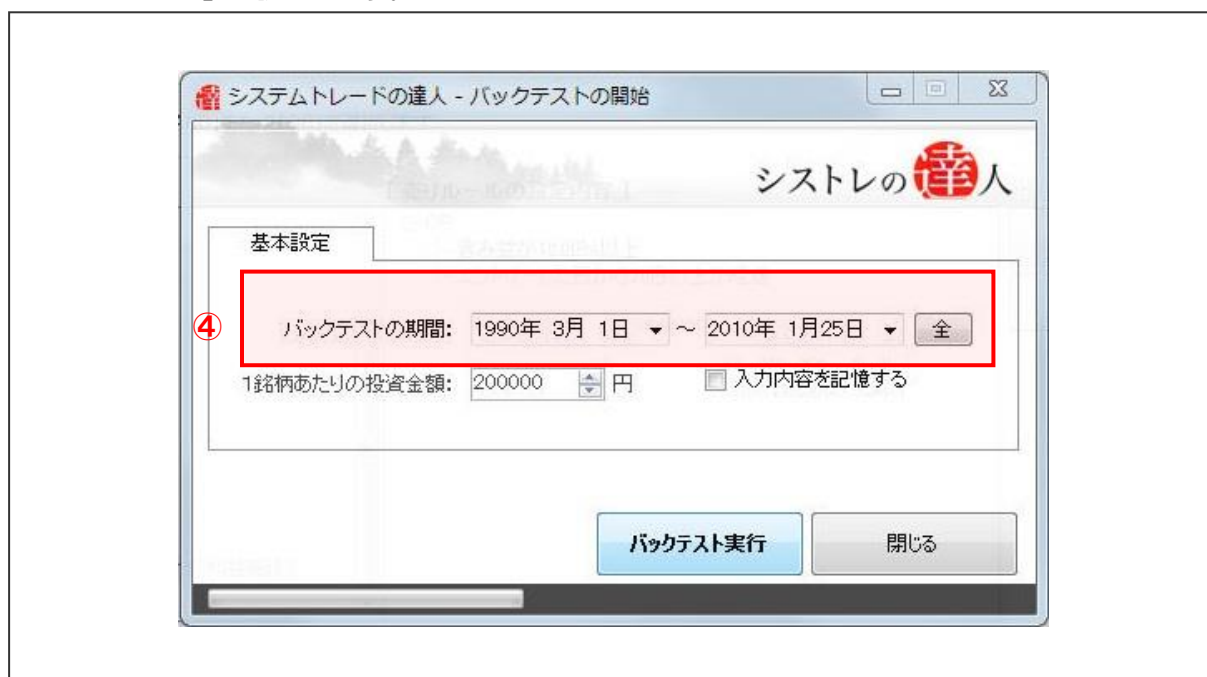 システムトレードの達人 - バックテストの開始
シストレの達人
基本設定
④ バックテストの期間: 1990年 3月 1日 ～ 2010年 1月25日 全
1銘柄あたりの投資金額: 200000 円 入力内容を記憶する
バックテスト実行 閉じる